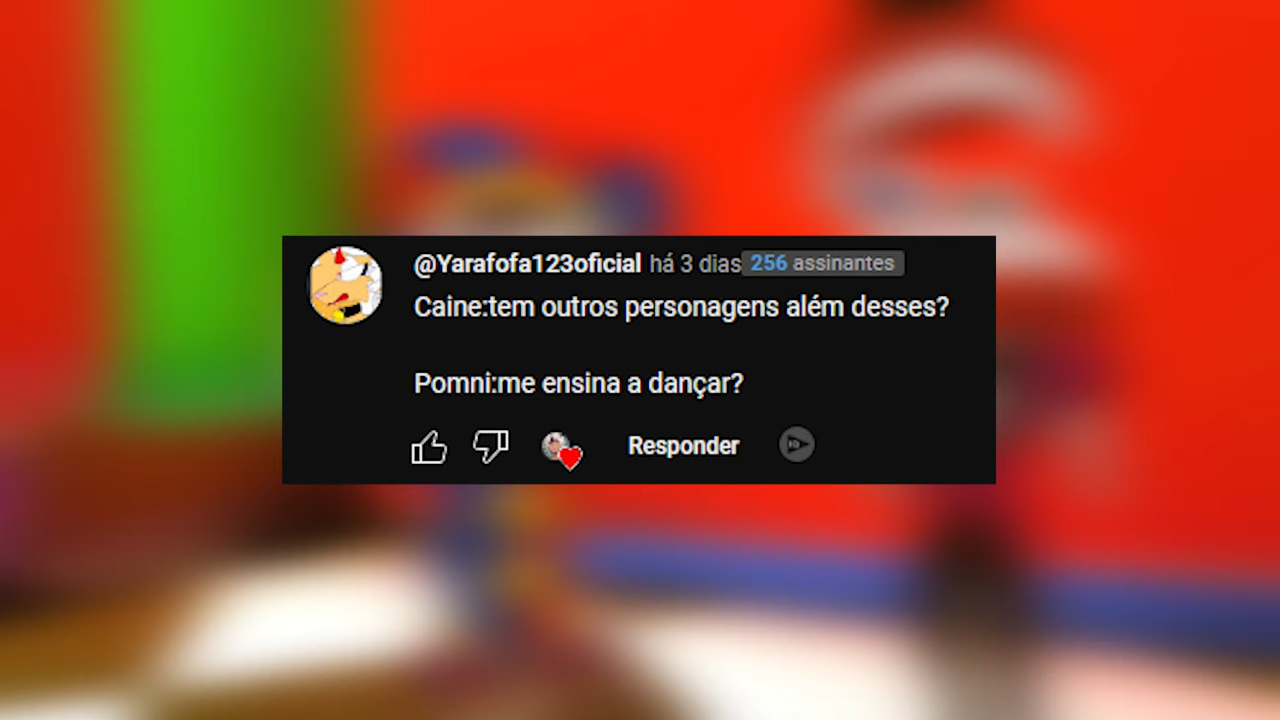 @Yarafofa123oficial há 3 dias 256 assinantes
Caine:tem outros personagens além desses?
Pomni:me ensina a dançar?
Responder